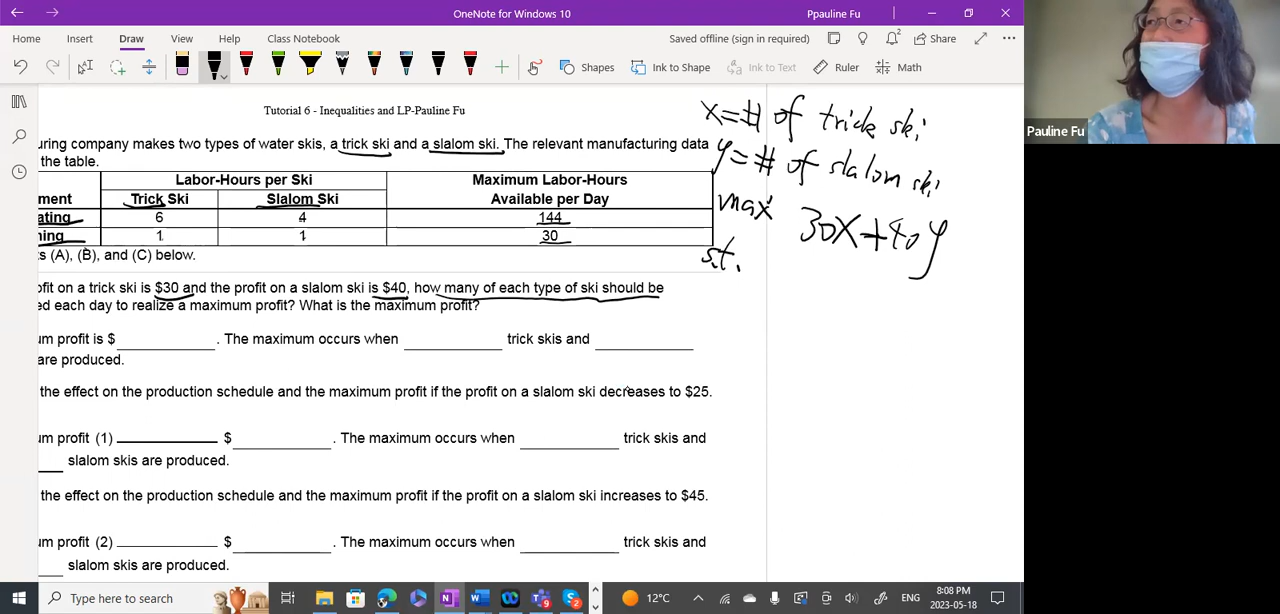 OneNote for Windows 10
Ppauline Fu
Home Insert Draw View Help Class Notebook
Saved offline (sign in required)
Share
Shapes
Ink to Shape
Ink to Text
Ruler
Math
Tutorial 6 - Inequalities and LP-Pauline Fu
uring company makes two types of water skis, a trick ski and a slalom ski. The relevant manufacturing data
the table.
Labor-Hours per Ski
Maximum Labor-Hours
ment Trick Ski Slalom Ski Available per Day
ating 6 4 144
hing 1 1 30
ts (A), (B), and (C) below.
ofit on a trick ski is $30 and the profit on a slalom ski is $40, how many of each type of ski should be
ed each day to realize a maximum profit? What is the maximum profit?
um profit is $ . The maximum occurs when trick skis and
are produced.
the effect on the production schedule and the maximum profit if the profit on a slalom ski decreases to $25.
um profit (1) $ . The maximum occurs when trick skis and
slalom skis are produced.
the effect on the production schedule and the maximum profit if the profit on a slalom ski increases to $45.
um profit (2) $ . The maximum occurs when trick skis and
slalom skis are produced.
x = # of trick ski
y = # of slalom ski
max 30x + 40y
s.t.
Pauline Fu
Type here to search
12°C
ENG
8:08 PM
2023-05-18